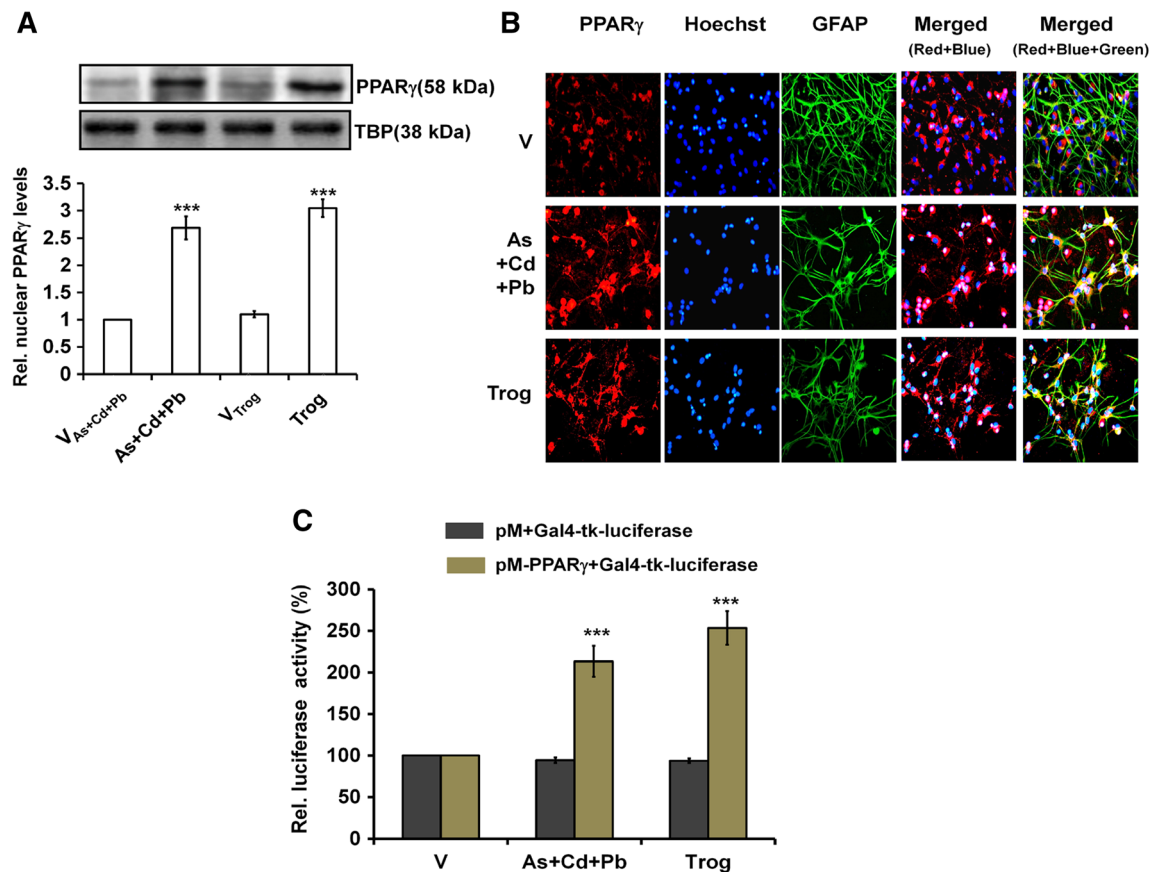 A
PPARγ(58 kDa)
TBP(38 kDa)
Rel. nuclear PPARγ levels
3.5
3
2.5
2
1.5
1
0.5
0
***
***
V As+Cd+Pb
As+Cd+Pb
V Trog
Trog
B
PPARγ Hoechst GFAP Merged Merged
(Red+Blue) (Red+Blue+Green)
V
As
+Cd
+Pb
Trog
C
pM+Gal4-tk-luciferase
pM-PPARγ+Gal4-tk-luciferase
Rel. luciferase activity (%)
300
250
200
150
100
50
0
***
***
V As+Cd+Pb Trog